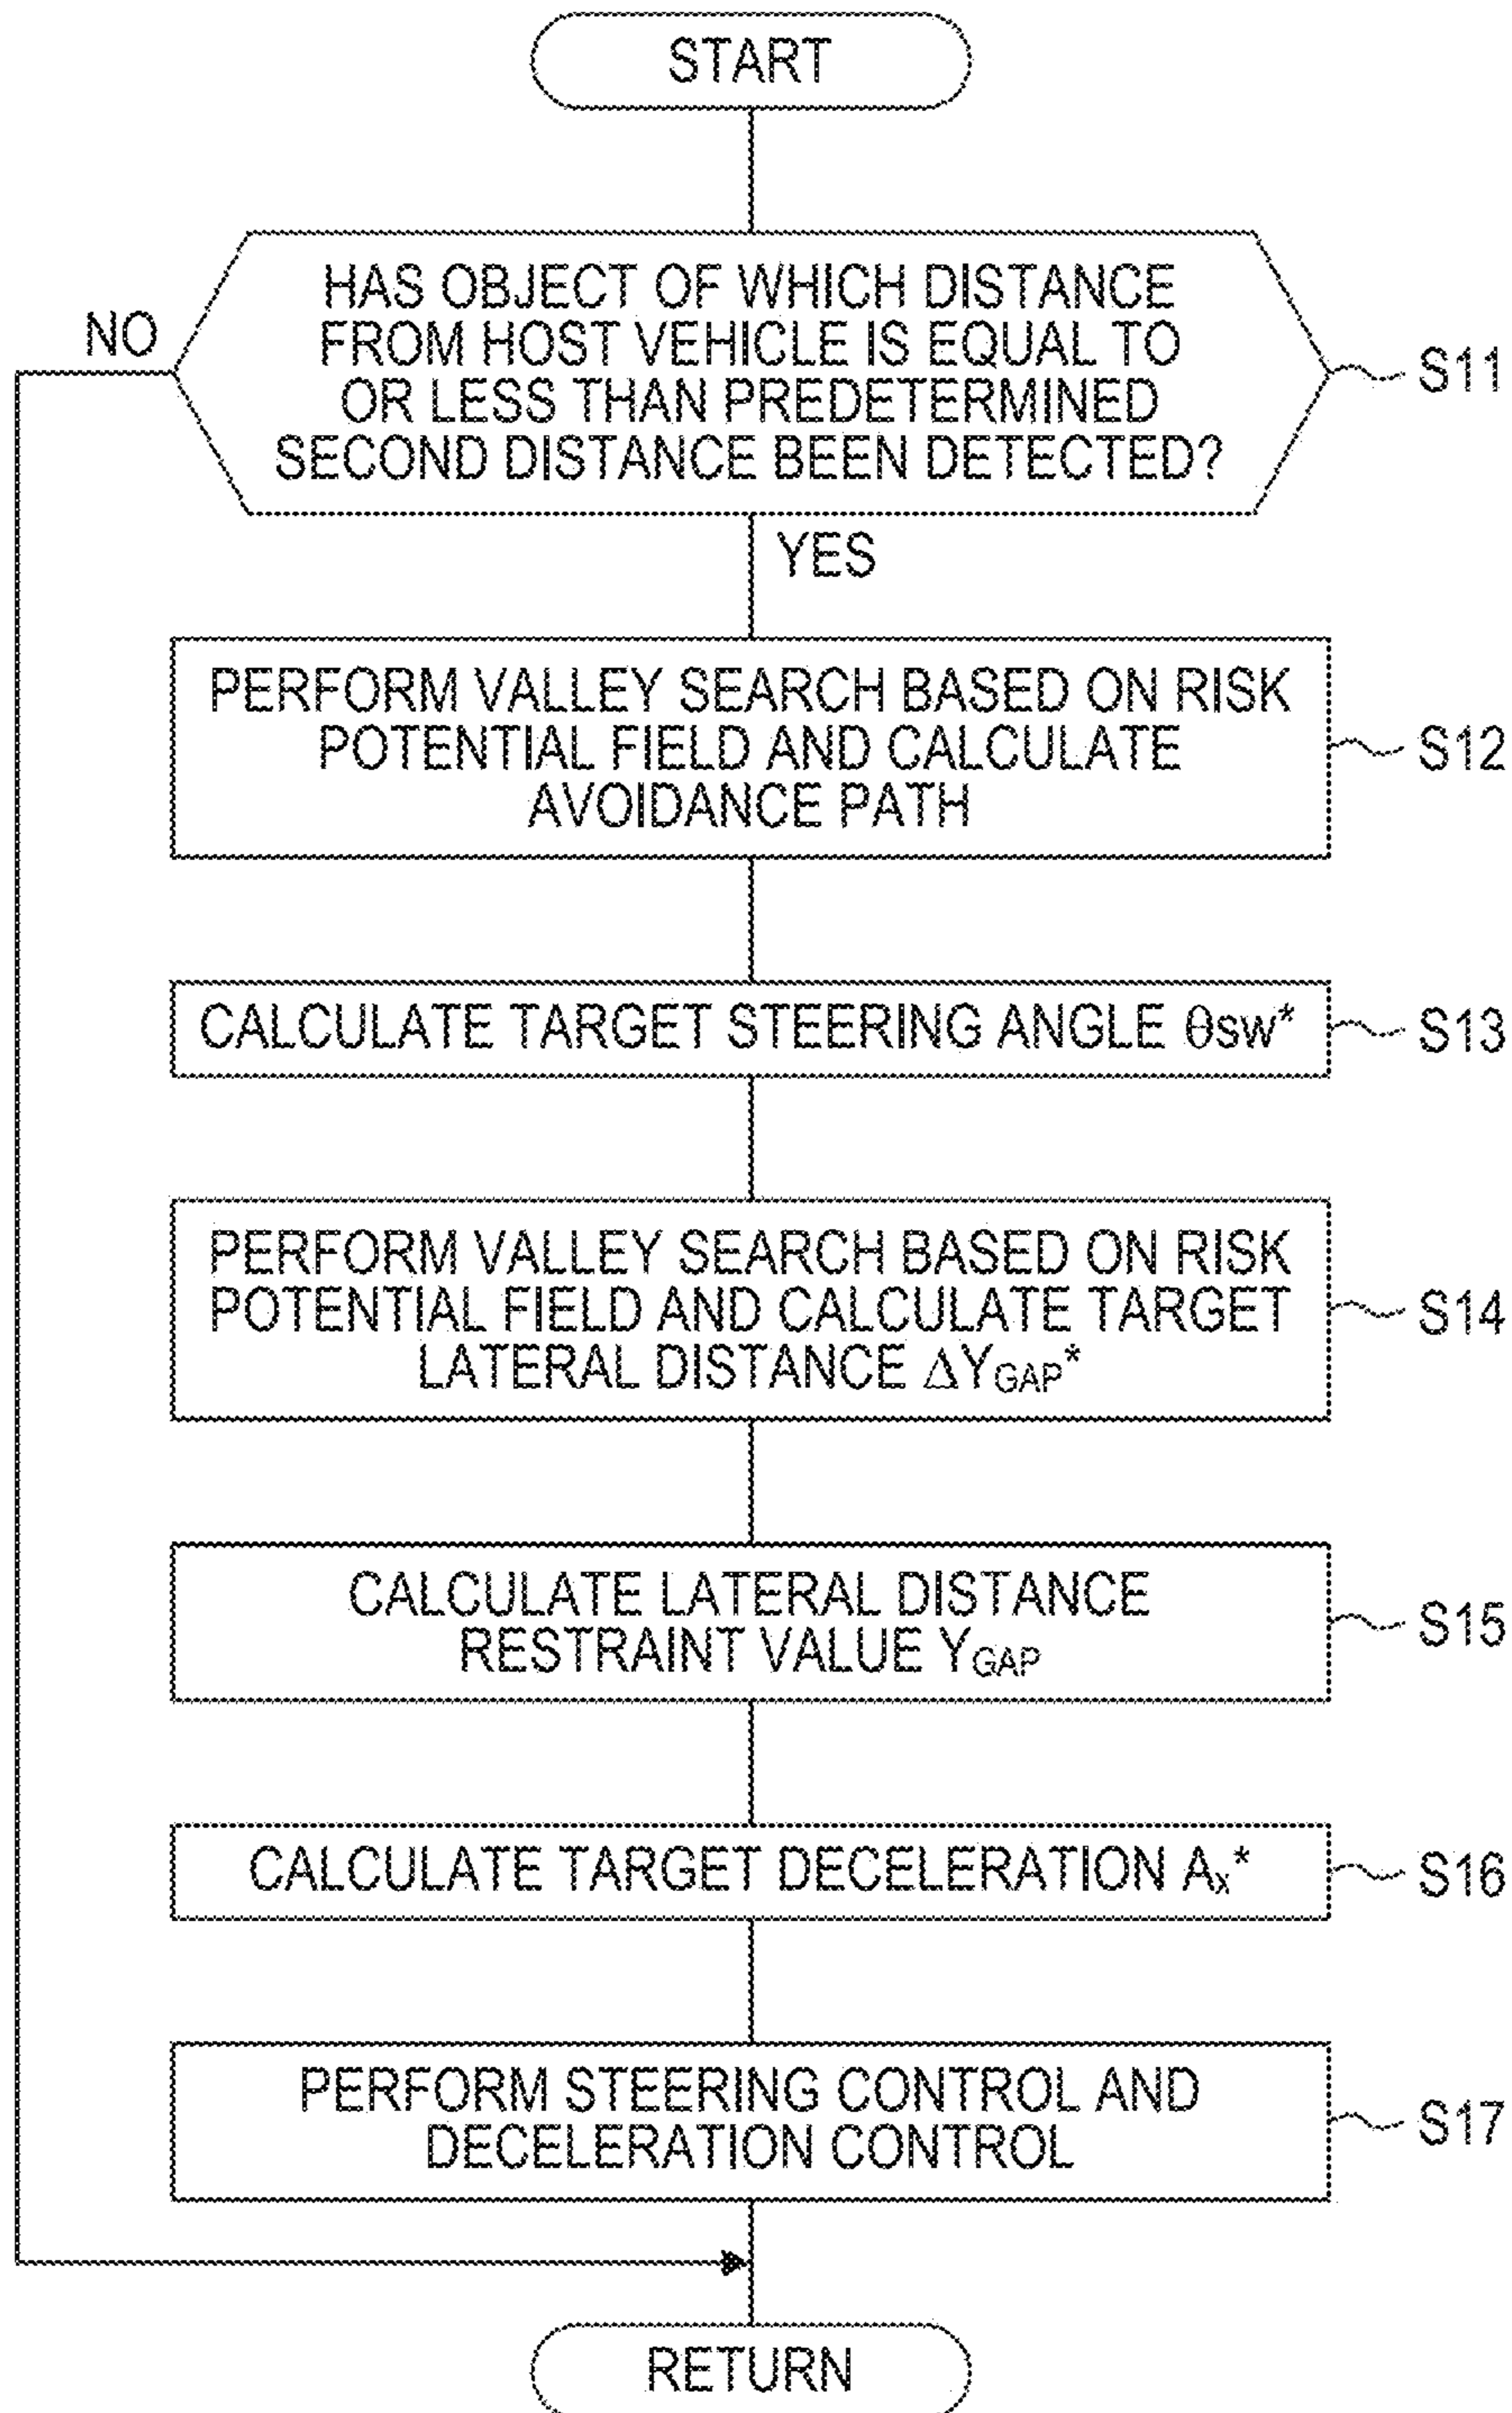 START
HAS OBJECT OF WHICH DISTANCE
FROM HOST VEHICLE IS EQUAL TO
OR LESS THAN PREDETERMINED
SECOND DISTANCE BEEN DETECTED?
NO
S11
YES
PERFORM VALLEY SEARCH BASED ON RISK
POTENTIAL FIELD AND CALCULATE
AVOIDANCE PATH
S12
CALCULATE TARGET STEERING ANGLE θsw*
S13
PERFORM VALLEY SEARCH BASED ON RISK
POTENTIAL FIELD AND CALCULATE TARGET
LATERAL DISTANCE ΔYGAP*
S14
CALCULATE LATERAL DISTANCE
RESTRAINT VALUE YGAP
S15
CALCULATE TARGET DECELERATION Ax*
S16
PERFORM STEERING CONTROL AND
DECELERATION CONTROL
S17
RETURN